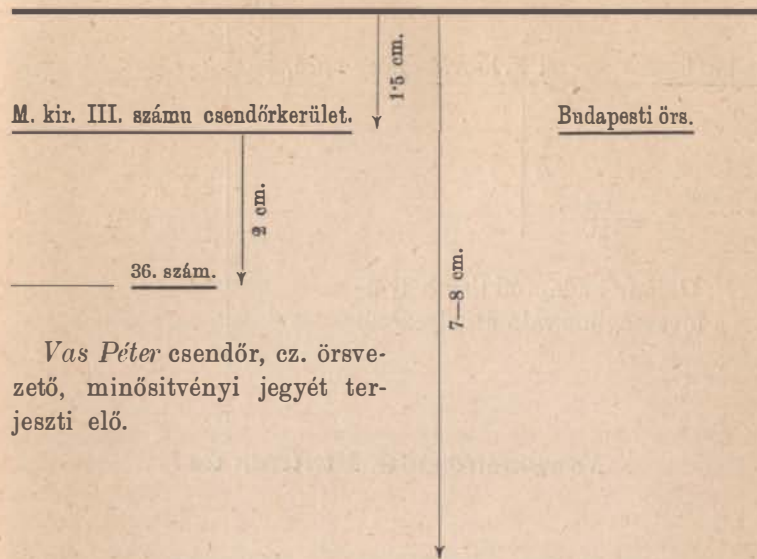 1·5 cm.
M. kir. III. számu csendőrkerület.
Budapesti örs.
2 cm.
36. szám.
7—8 cm.
Vas Péter csendőr, cz. örsve-
zető, minősitvényi jegyét ter-
jeszti elő.